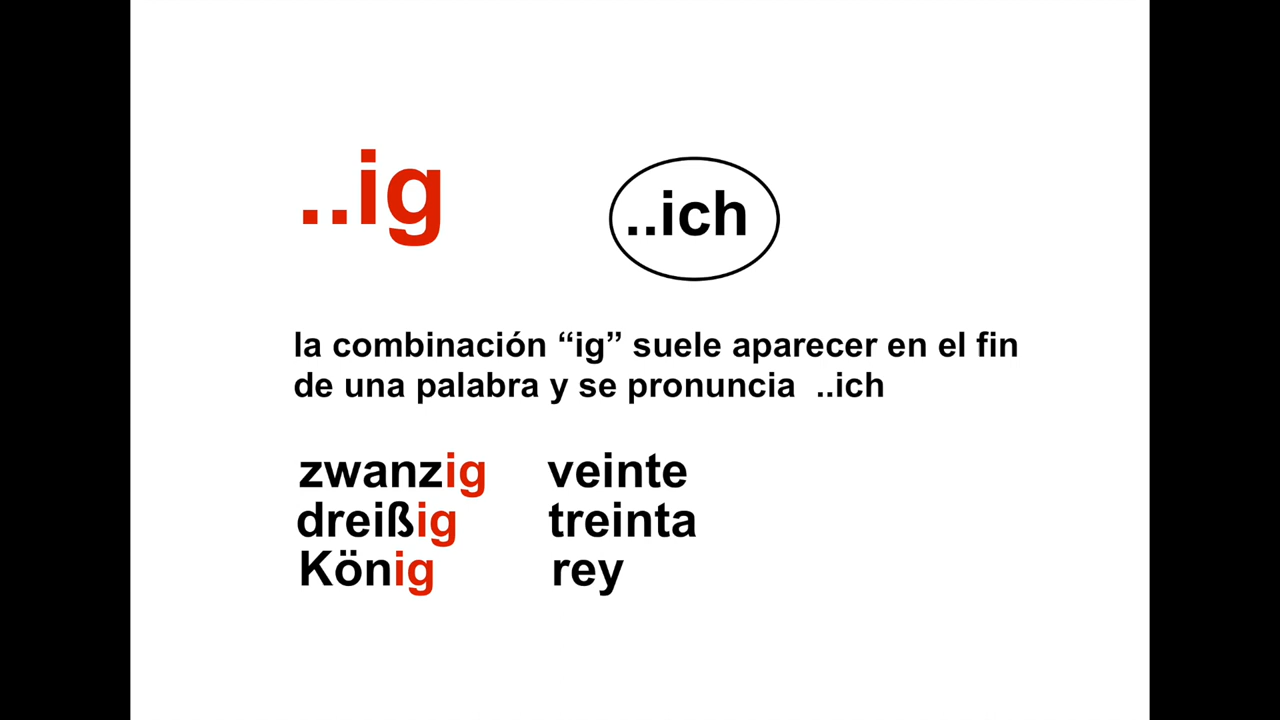 ..ig
..ich
la combinación “ig” suele aparecer en el fin
de una palabra y se pronuncia ..ich
zwanzig veinte
dreißig treinta
König rey